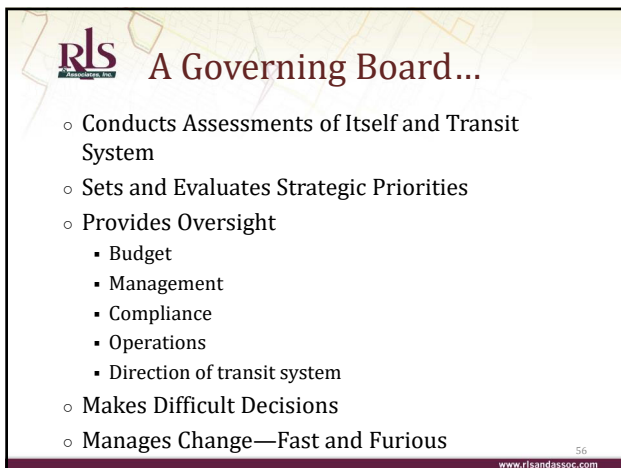 RLS
& Associates, Inc.
A Governing Board…
○ Conducts Assessments of Itself and Transit
System
○ Sets and Evaluates Strategic Priorities
○ Provides Oversight
▪ Budget
▪ Management
▪ Compliance
▪ Operations
▪ Direction of transit system
○ Makes Difficult Decisions
○ Manages Change—Fast and Furious
56
www.rlsandassoc.com